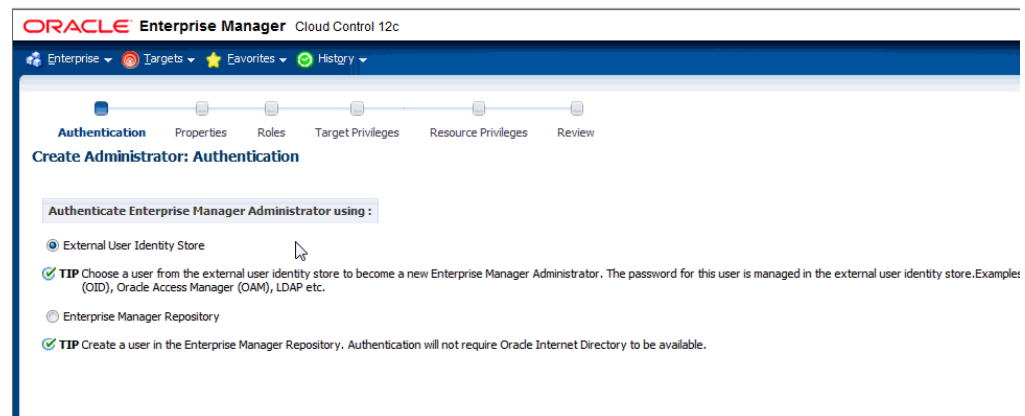 ORACLE Enterprise Manager Cloud Control 12c
Enterprise Targets Favorites History
Authentication Properties Roles Target Privileges Resource Privileges Review
Create Administrator: Authentication
Authenticate Enterprise Manager Administrator using :
External User Identity Store
TIP Choose a user from the external user identity store to become a new Enterprise Manager Administrator. The password for this user is managed in the external user identity store.Examples
(OID), Oracle Access Manager (OAM), LDAP etc.
Enterprise Manager Repository
TIP Create a user in the Enterprise Manager Repository. Authentication will not require Oracle Internet Directory to be available.